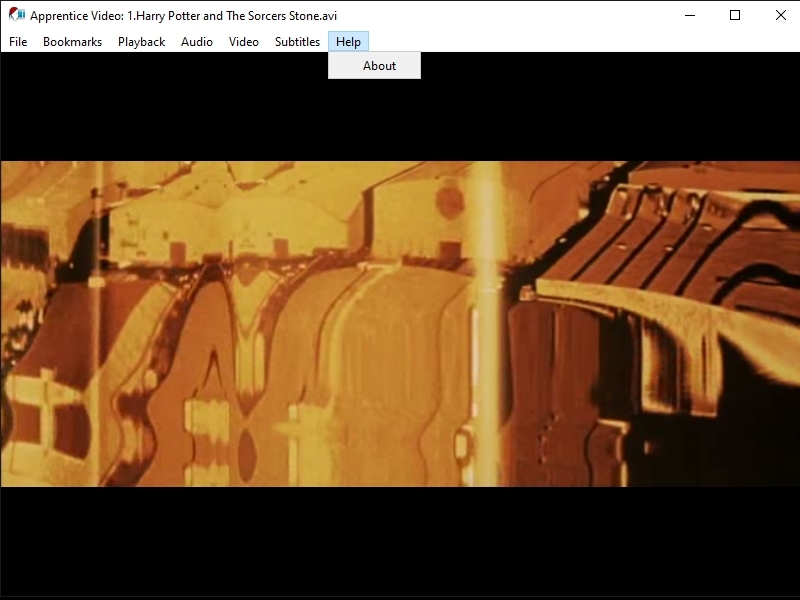 Apprentice Video: 1.Harry Potter and The Sorcers Stone.avi
File Bookmarks Playback Audio Video Subtitles Help
About